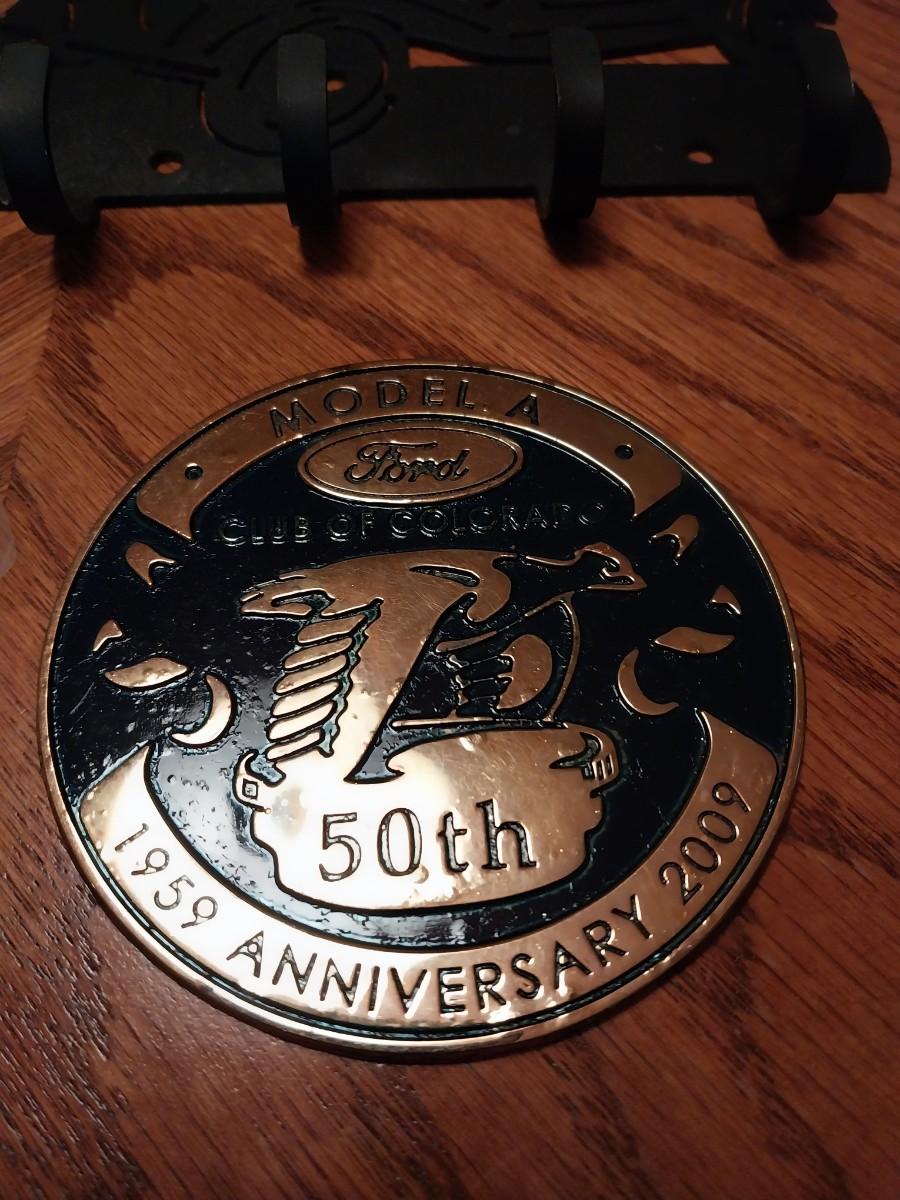 MODEL A
Ford
CLUB OF COLORADO
50th
1959 ANNIVERSARY 2009